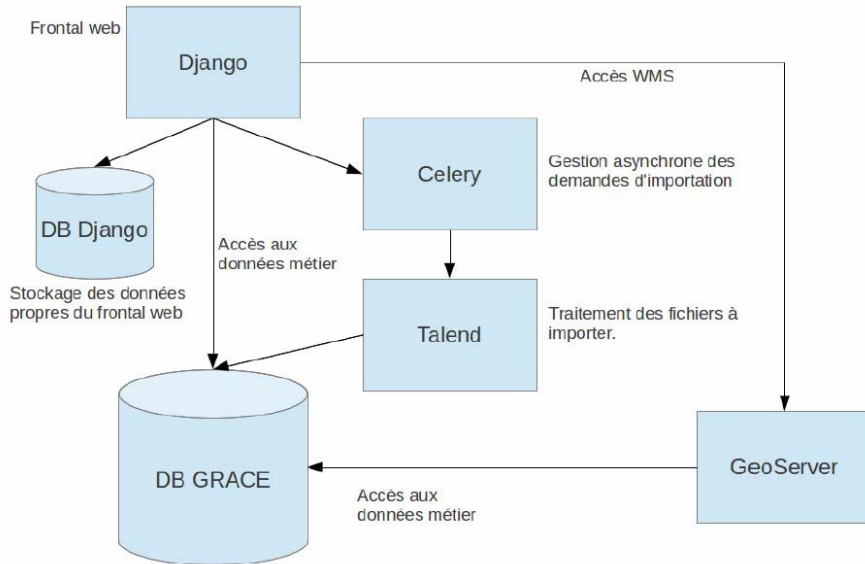 Frontal web
Django
Accès WMS
Celery
Gestion asynchrone des
demandes d'importation
DB Django
Accès aux
données métier
Stockage des données
propres du frontal web
Talend
Traitement des fichiers à
importer.
DB GRACE
GeoServer
Accès aux
données métier